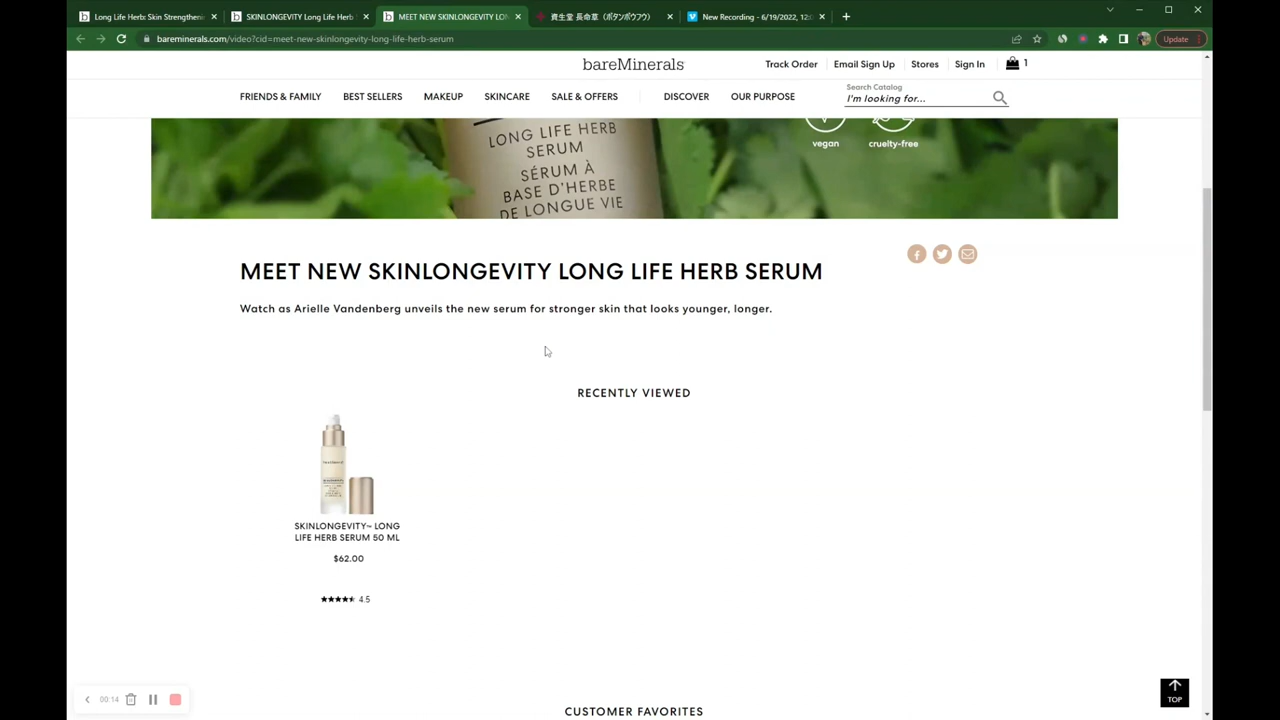 Long Life Herb: Skin Strengtheni
SKINLONGEVITY Long Life Herb
MEET NEW SKINLONGEVITY LON
資生堂 長命草（ボタンボウフウ）
New Recording - 6/19/2022, 12:
bareminerals.com/video?cid=meet-new-skinlongevity-long-life-herb-serum
Update
bareMinerals
Track Order
Email Sign Up
Stores
Sign In
1
FRIENDS & FAMILY
BEST SELLERS
MAKEUP
SKINCARE
SALE & OFFERS
DISCOVER
OUR PURPOSE
Search Catalog
I'm looking for...
LONG LIFE HERB
SERUM
SÉRUM À
BASE D'HERBE
DE LONGUE VIE
vegan
cruelty-free
MEET NEW SKINLONGEVITY LONG LIFE HERB SERUM
Watch as Arielle Vandenberg unveils the new serum for stronger skin that looks younger, longer.
RECENTLY VIEWED
SKINLONGEVITY~ LONG
LIFE HERB SERUM 50 ML
$62.00
4.5
00:14
TOP
CUSTOMER FAVORITES